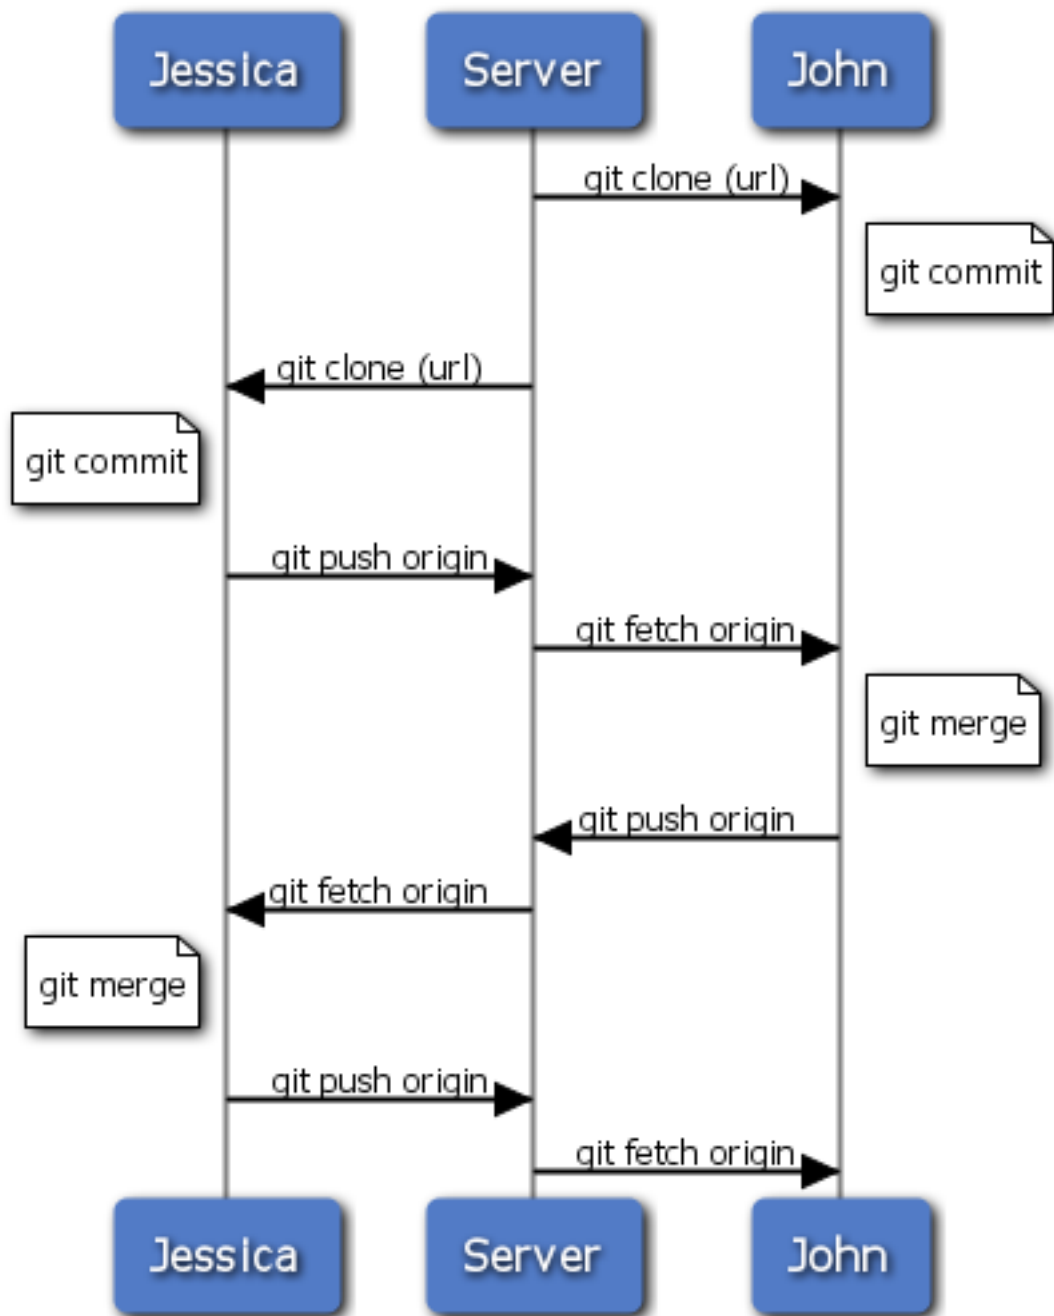 Jessica
Server
John
git clone (url)
git commit
git clone (url)
git commit
git push origin
git fetch origin
git merge
git push origin
git fetch origin
git merge
git push origin
git fetch origin
Jessica
Server
John